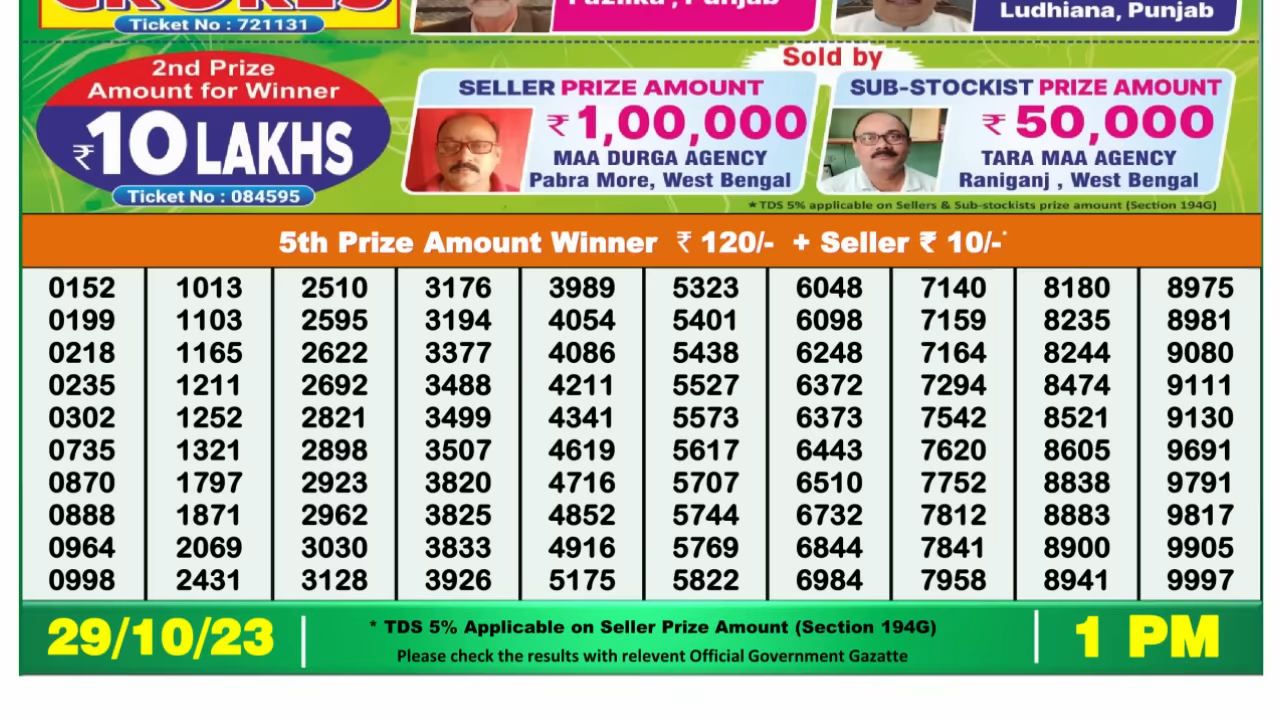 CRORES
Ticket No : 721131
Fazilka , Punjab
Ludhiana, Punjab
2nd Prize
Amount for Winner
₹10 LAKHS
Ticket No : 084595
Sold by
SELLER PRIZE AMOUNT
₹ 1,00,000
MAA DURGA AGENCY
Pabra More, West Bengal
SUB-STOCKIST PRIZE AMOUNT
₹ 50,000
TARA MAA AGENCY
Raniganj , West Bengal
* TDS 5% applicable on Sellers & Sub-stockists prize amount (Section 194G)
5th Prize Amount Winner ₹ 120/- + Seller ₹ 10/-*
0152 1013 2510 3176 3989 5323 6048 7140 8180 8975
0199 1103 2595 3194 4054 5401 6098 7159 8235 8981
0218 1165 2622 3377 4086 5438 6248 7164 8244 9080
0235 1211 2692 3488 4211 5527 6372 7294 8474 9111
0302 1252 2821 3499 4341 5573 6373 7542 8521 9130
0735 1321 2898 3507 4619 5617 6443 7620 8605 9691
0870 1797 2923 3820 4716 5707 6510 7752 8838 9791
0888 1871 2962 3825 4852 5744 6732 7812 8883 9817
0964 2069 3030 3833 4916 5769 6844 7841 8900 9905
0998 2431 3128 3926 5175 5822 6984 7958 8941 9997
29/10/23
* TDS 5% Applicable on Seller Prize Amount (Section 194G)
Please check the results with relevent Official Government Gazatte
1 PM